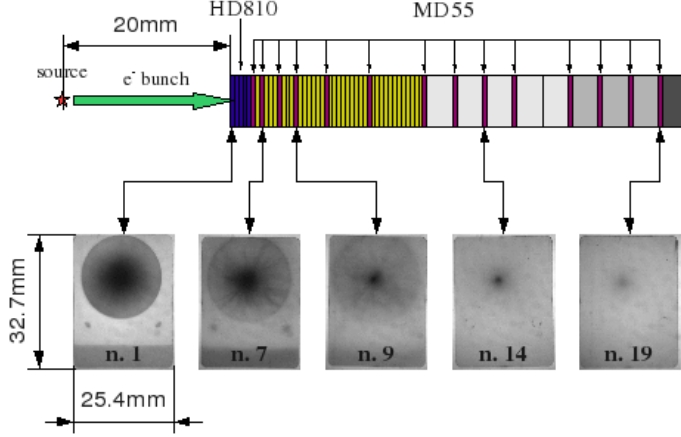 HD810
MD55
20mm
source
e- bunch
32.7mm
n. 1
n. 7
n. 9
n. 14
n. 19
25.4mm